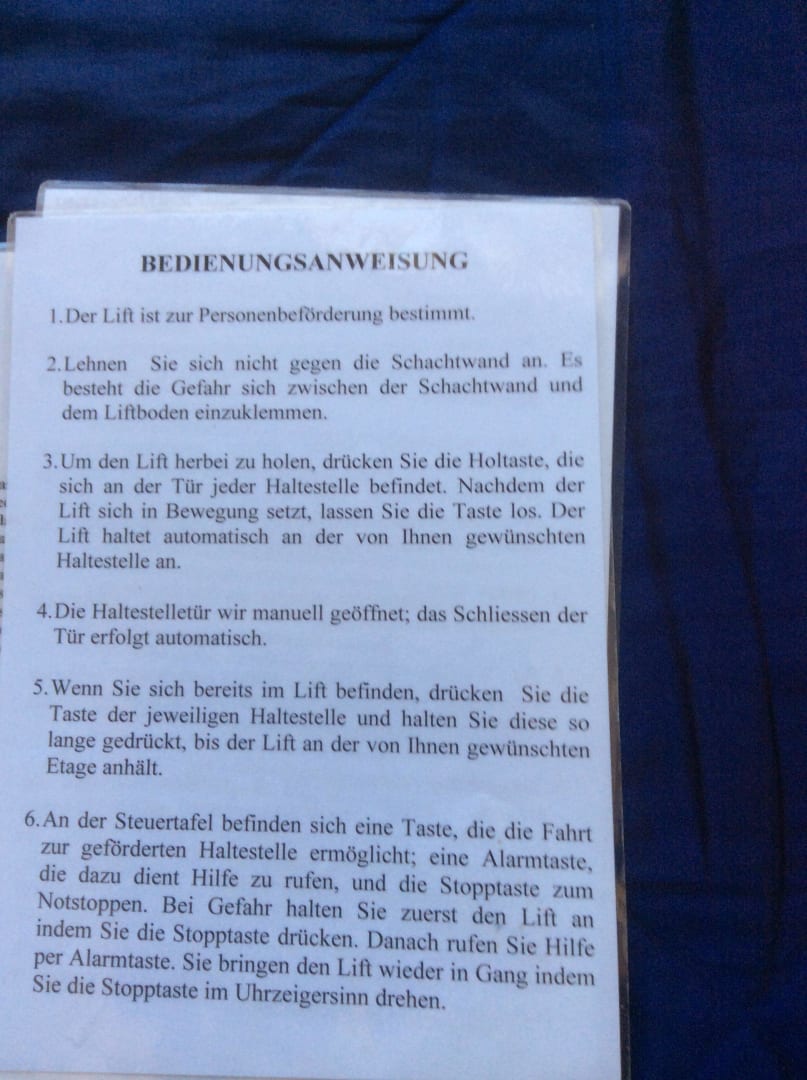 BEDIENUNGSANWEISUNG
1.Der Lift ist zur Personenbeförderung bestimmt.
2.Lehnen Sie sich nicht gegen die Schachtwand an. Es
besteht die Gefahr sich zwischen der Schachtwand und
dem Liftboden einzuklemmen.
3.Um den Lift herbei zu holen, drücken Sie die Holtaste, die
sich an der Tür jeder Haltestelle befindet. Nachdem der
Lift sich in Bewegung setzt, lassen Sie die Taste los. Der
Lift haltet automatisch an der von Ihnen gewünschten
Haltestelle an.
4.Die Haltestelletür wir manuell geöffnet; das Schliessen der
Tür erfolgt automatisch.
5.Wenn Sie sich bereits im Lift befinden, drücken Sie die
Taste der jeweiligen Haltestelle und halten Sie diese so
lange gedrückt, bis der Lift an der von Ihnen gewünschten
Etage anhält.
6.An der Steuertafel befinden sich eine Taste, die die Fahrt
zur geförderten Haltestelle ermöglicht; eine Alarmtaste,
die dazu dient Hilfe zu rufen, und die Stopptaste zum
Notstoppen. Bei Gefahr halten Sie zuerst den Lift an
indem Sie die Stopptaste drücken. Danach rufen Sie Hilfe
per Alarmtaste. Sie bringen den Lift wieder in Gang indem
Sie die Stopptaste im Uhrzeigersinn drehen.